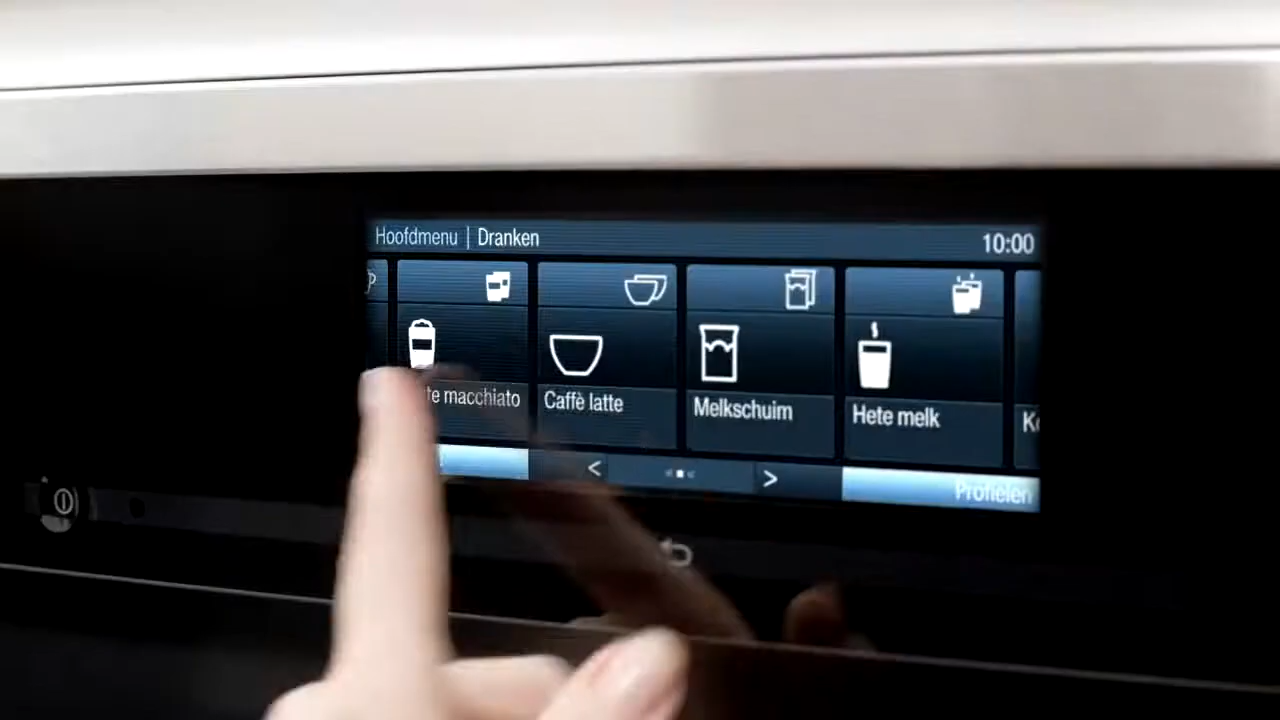 Hoofdmenu | Dranken
10:00
te macchiato
Caffè latte
Melkschuim
Hete melk
< >
Profielen